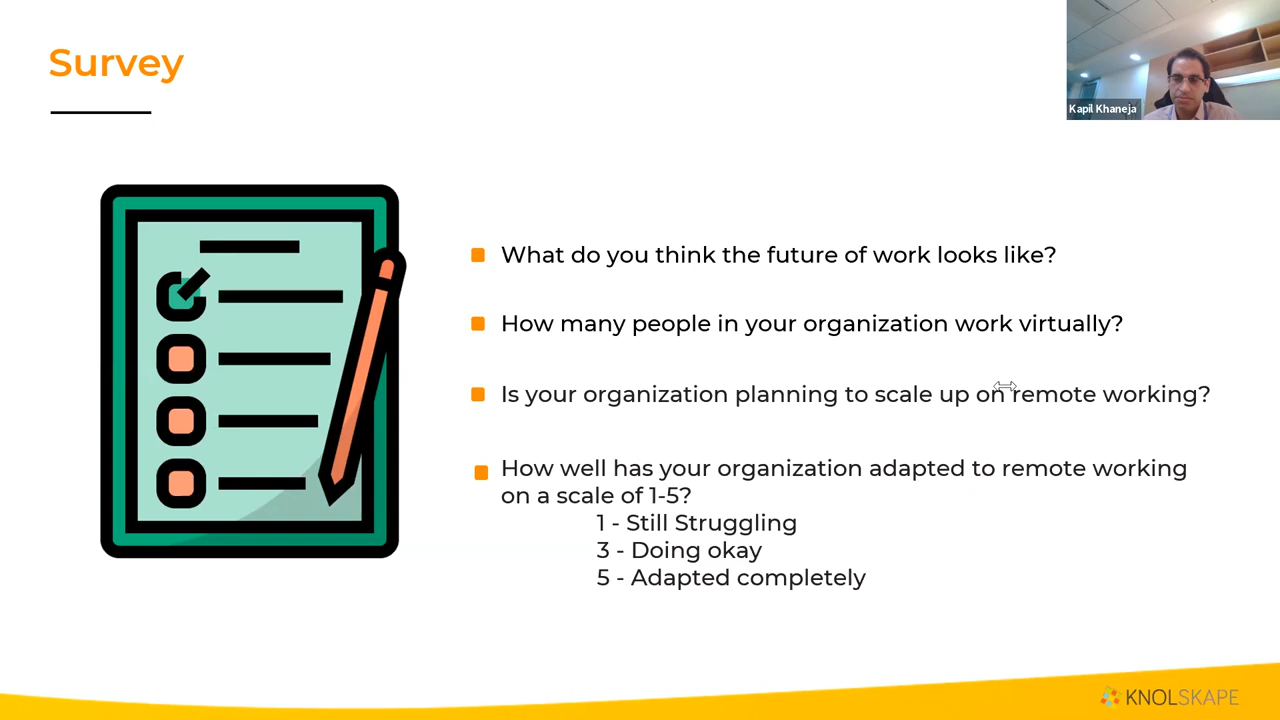 Survey
Kapil Khaneja
What do you think the future of work looks like?
How many people in your organization work virtually?
Is your organization planning to scale up on remote working?
How well has your organization adapted to remote working
on a scale of 1-5?
1 - Still Struggling
3 - Doing okay
5 - Adapted completely
KNOLSKAPE